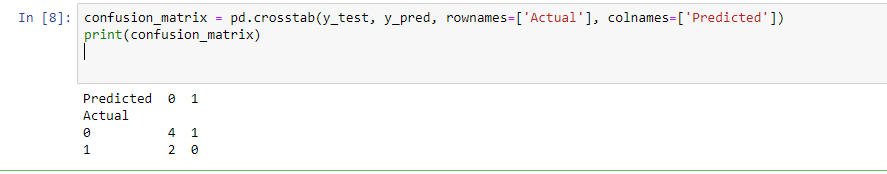 In [8]: confusion_matrix = pd.crosstab(y_test, y_pred, rownames=['Actual'], colnames=['Predicted'])
print(confusion_matrix)
Predicted  0  1
Actual
0          4  1
1          2  0